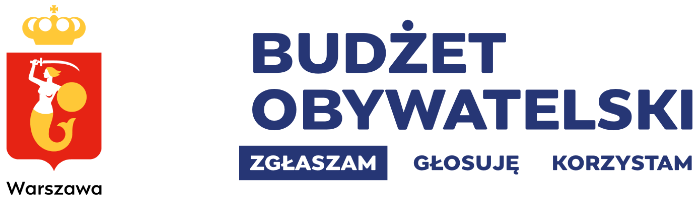 BUDŻET
OBYWATELSKI
ZGŁASZAM GŁOSUJĘ KORZYSTAM
Warszawa